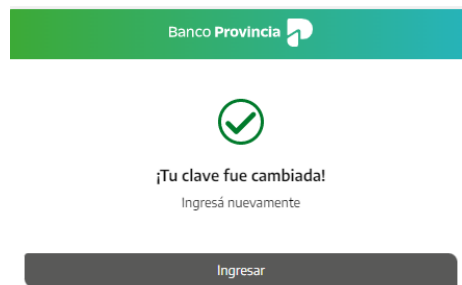 Banco Provincia
¡Tu clave fue cambiada!
Ingresá nuevamente
Ingresar